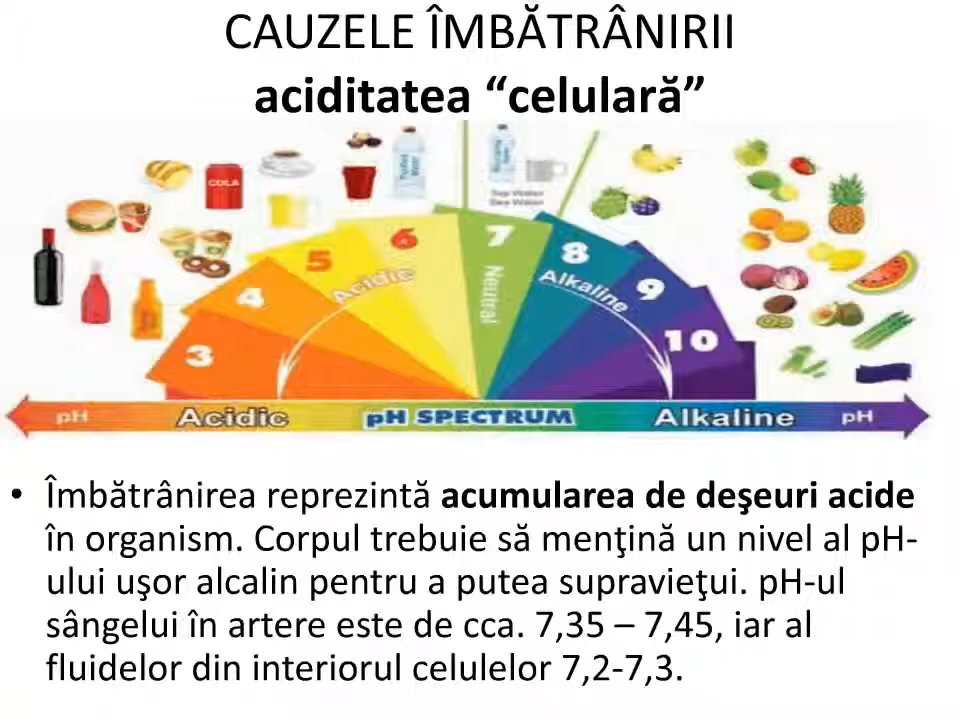 CAUZELE ÎMBĂTRÂNIRII
aciditatea “celulară”
COLA
Tap Water
3
4
5
6
7
8
9
10
Acidic
Neutral
Alkaline
pH Acidic pH SPECTRUM Alkaline pH
• Îmbătrânirea reprezintă acumularea de deşeuri acide
în organism. Corpul trebuie să menţină un nivel al pH-
ului uşor alcalin pentru a putea supravieţui. pH-ul
sângelui în artere este de cca. 7,35 – 7,45, iar al
fluidelor din interiorul celulelor 7,2-7,3.